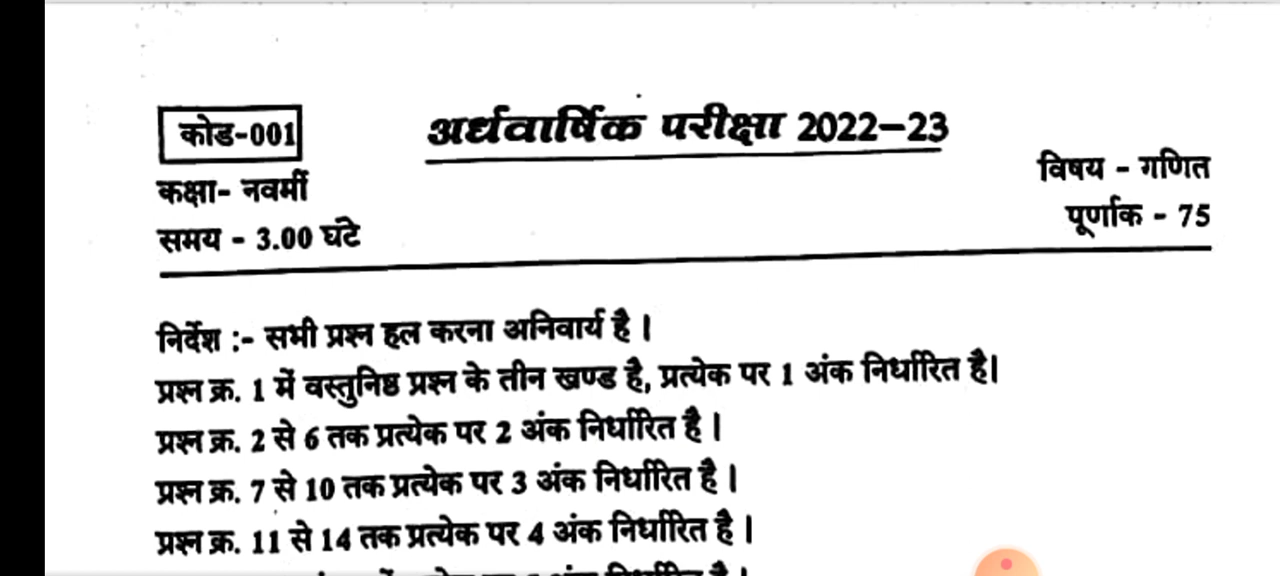 कोड-001
अर्धवार्षिक परीक्षा 2022-23
कक्षा- नवमीं
विषय - गणित
समय - 3.00 घंटे
पूर्णाक - 75
निर्देश :- सभी प्रश्न हल करना अनिवार्य है ।
प्रश्न क्र. 1 में वस्तुनिष्ठ प्रश्न के तीन खण्ड है, प्रत्येक पर 1 अंक निर्धारित है।
प्रश्न क्र. 2 से 6 तक प्रत्येक पर 2 अंक निर्धारित है ।
प्रश्न क्र. 7 से 10 तक प्रत्येक पर 3 अंक निर्धारित है ।
प्रश्न क्र. 11 से 14 तक प्रत्येक पर 4 अंक निर्धारित है ।